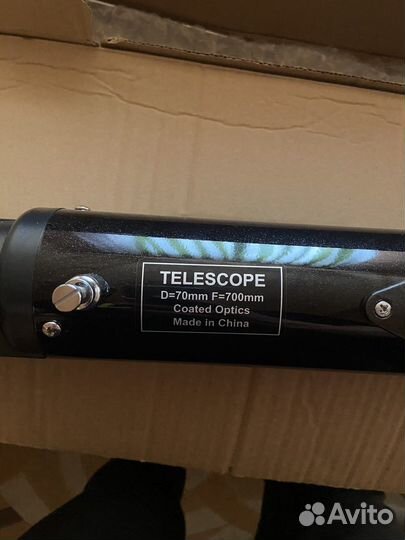 TELESCOPE
D=70mm F=700mm
Coated Optics
Made in China
Avito